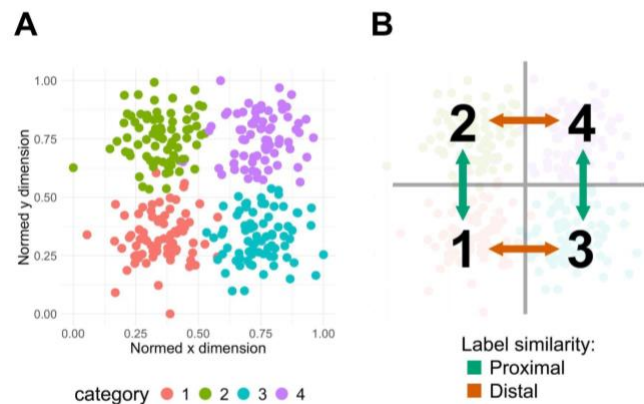 A
B
1.00
0.75
0.50
0.25
0.00
Normed y dimension
0.00 0.25 0.50 0.75 1.00
Normed x dimension
category 1 2 3 4
2 4
1 3
Label similarity:
Proximal
Distal